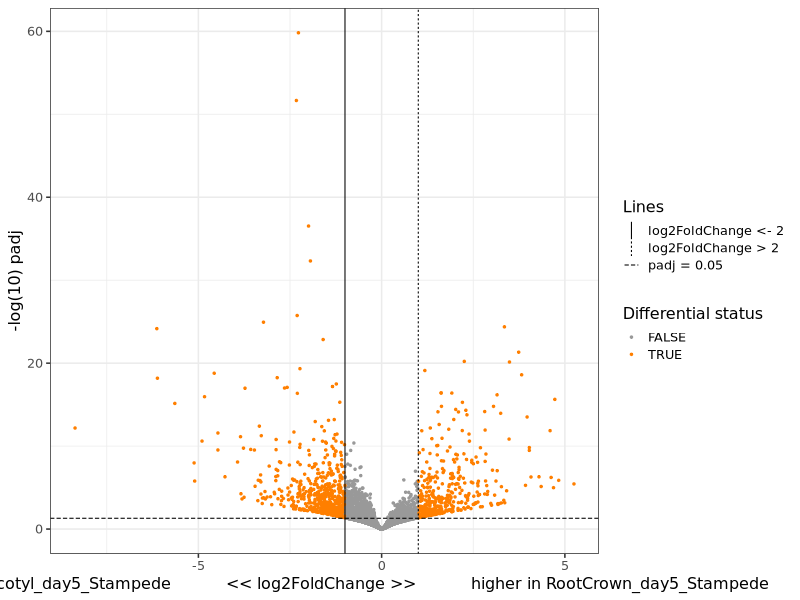 60
40
20
0
-log(10) padj
-5
0
5
cotyl_day5_Stampede
<< log2FoldChange >>
higher in RootCrown_day5_Stampede
Lines
log2FoldChange <- 2
log2FoldChange > 2
padj = 0.05
Differential status
FALSE
TRUE